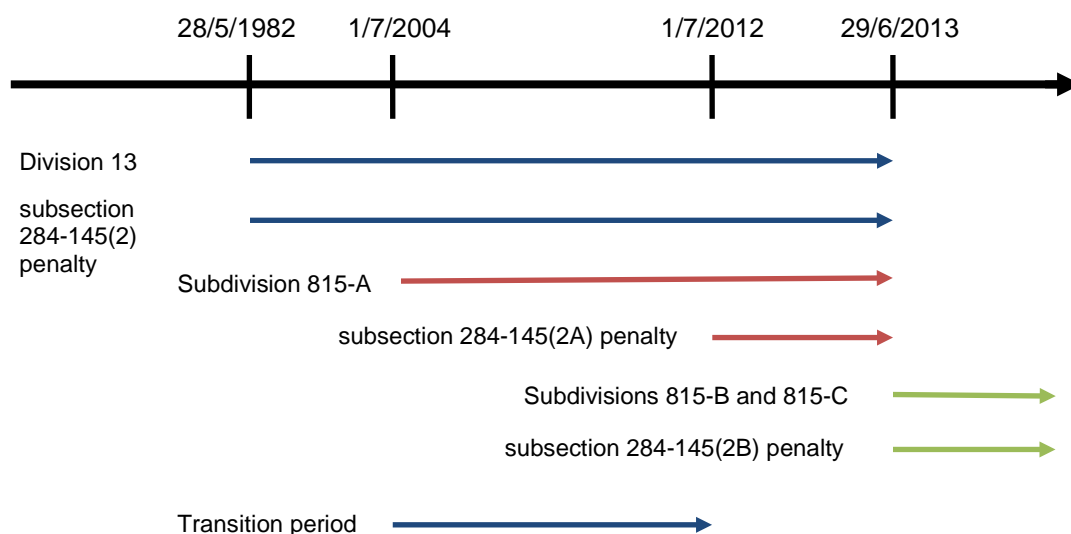 28/5/1982 1/7/2004 1/7/2012 29/6/2013
Division 13
subsection
284-145(2)
penalty
Subdivision 815-A
subsection 284-145(2A) penalty
Subdivisions 815-B and 815-C
subsection 284-145(2B) penalty
Transition period